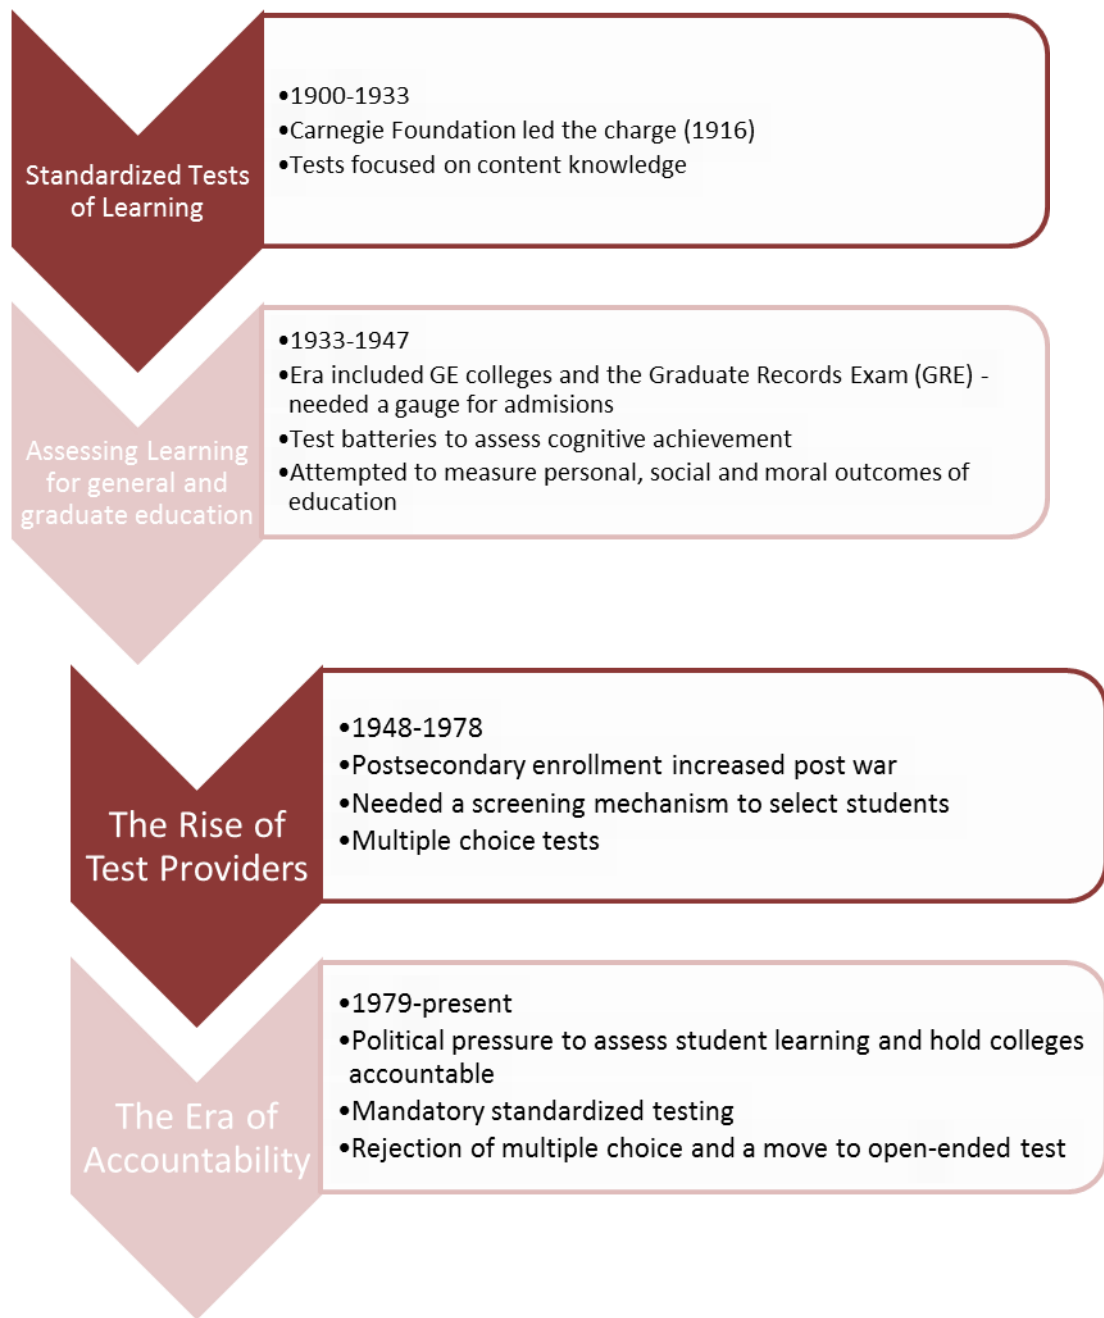 Standardized Tests
of Learning
•1900-1933
•Carnegie Foundation led the charge (1916)
•Tests focused on content knowledge
Assessing Learning
for general and
graduate education
•1933-1947
•Era included GE colleges and the Graduate Records Exam (GRE) -
needed a gauge for admisions
•Test batteries to assess cognitive achievement
•Attempted to measure personal, social and moral outcomes of
education
The Rise of
Test Providers
•1948-1978
•Postsecondary enrollment increased post war
•Needed a screening mechanism to select students
•Multiple choice tests
The Era of
Accountability
•1979-present
•Political pressure to assess student learning and hold colleges
accountable
•Mandatory standardized testing
•Rejection of multiple choice and a move to open-ended test